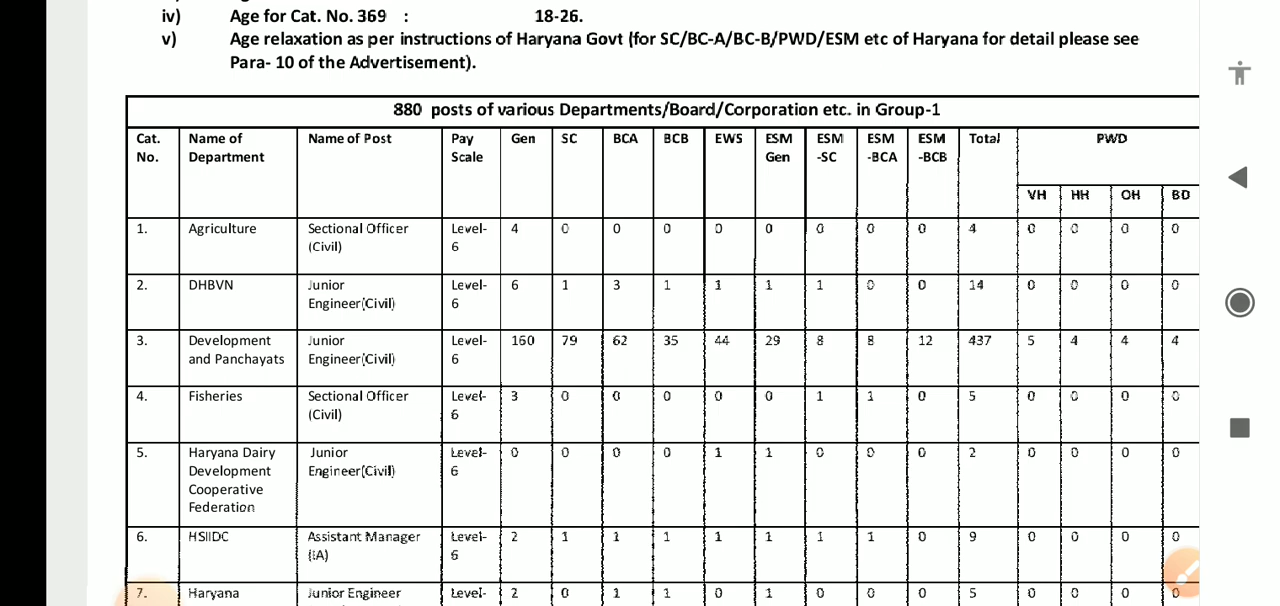 iv) Age for Cat. No. 369 : 18-26.
v) Age relaxation as per instructions of Haryana Govt (for SC/BC-A/BC-B/PWD/ESM etc of Haryana for detail please see
Para- 10 of the Advertisement).
880 posts of various Departments/Board/Corporation etc. in Group-1
Cat. Name of Name of Post Pay Gen SC BCA BCB EWS ESM ESM ESM ESM Total PWD
No. Department Scale Gen -SC -BCA -BCB
VH HH OH BD
1. Agriculture Sectional Officer Level- 4 0 0 0 0 0 0 0 0 4 0 0 0 0
(Civil) 6
2. DHBVN Junior Level- 6 1 3 1 1 1 1 0 0 14 0 0 0 0
Engineer(Civil) 6
3. Development Junior Level- 160 79 62 35 44 29 8 8 12 437 5 4 4 4
and Panchayats Engineer(Civil) 6
4. Fisheries Sectional Officer Level- 3 0 0 0 0 0 1 1 0 5 0 0 0 0
(Civil) 6
5. Haryana Dairy Junior Level- 0 0 0 0 1 1 0 0 0 2 0 0 0 0
Development Engineer(Civil) 6
Cooperative
Federation
6. HSIIDC Assistant Manager Level- 2 1 1 1 1 1 1 1 0 9 0 0 0 0
(IA) 6
7. Haryana Junior Engineer Level- 2 0 1 1 0 1 0 0 0 5 0 0 0 0